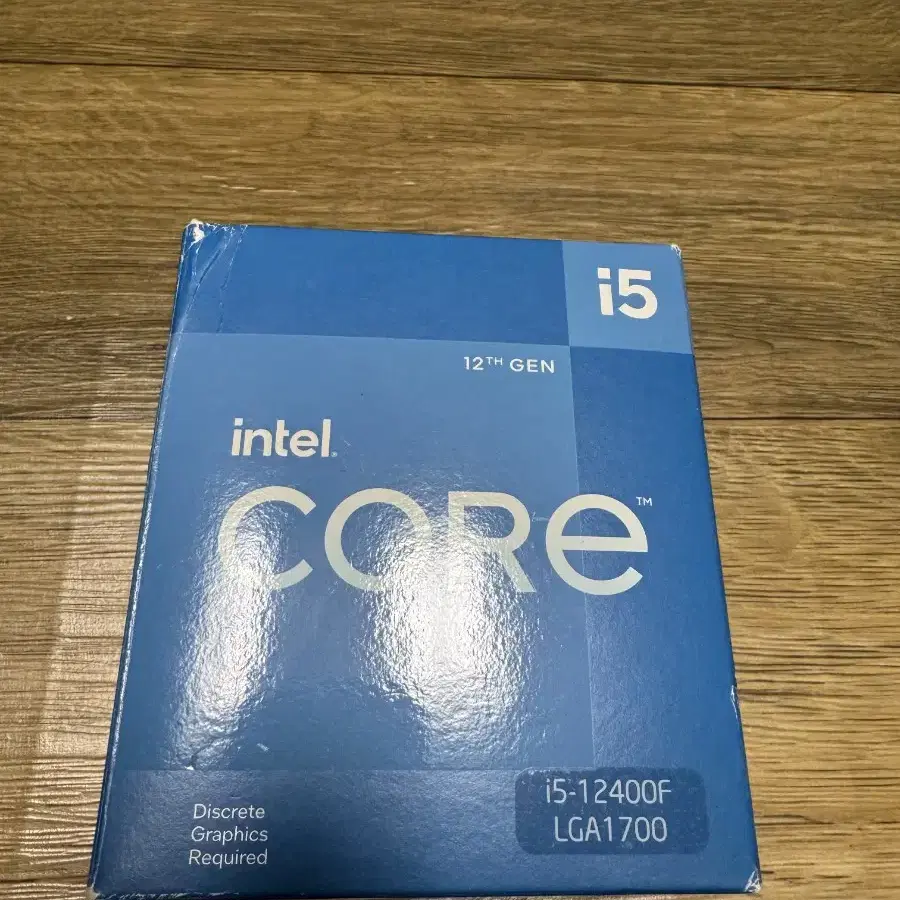 i5
12TH GEN
intel.
CORe™
Discrete
Graphics
Required
i5-12400F
LGA1700